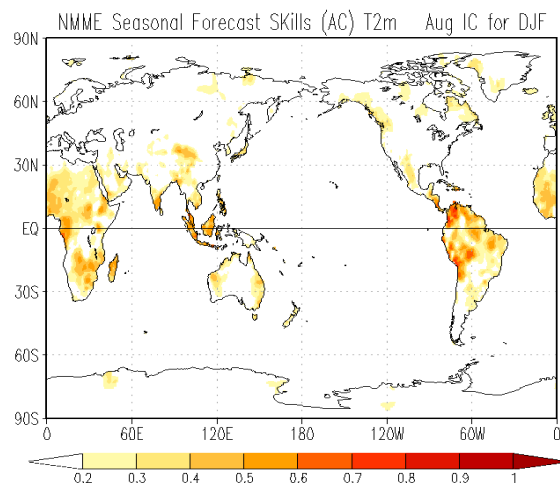 NMME Seasonal Forecast SKills (AC) T2m Aug IC for DJF
90N
60N
30N
EQ
30S
60S
90S
0 60E 120E 180 120W 60W 0
0.2 0.3 0.4 0.5 0.6 0.7 0.8 0.9 1